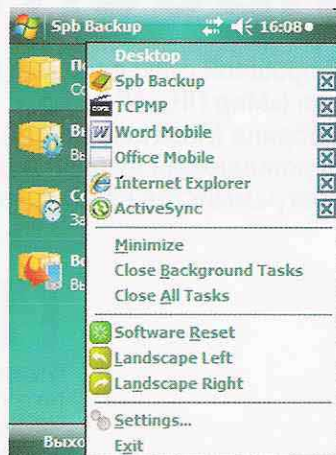 Spb Backup 16:08
Desktop
Spb Backup
TCPMP
Word Mobile
Office Mobile
Internet Explorer
ActiveSync
Minimize
Close Background Tasks
Close All Tasks
Software Reset
Landscape Left
Landscape Right
Settings...
Exit